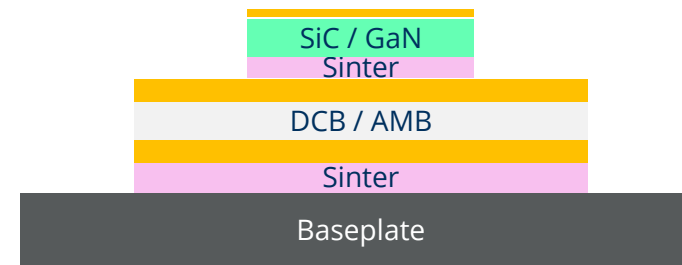 SiC / GaN
Sinter
DCB / AMB
Sinter
Baseplate